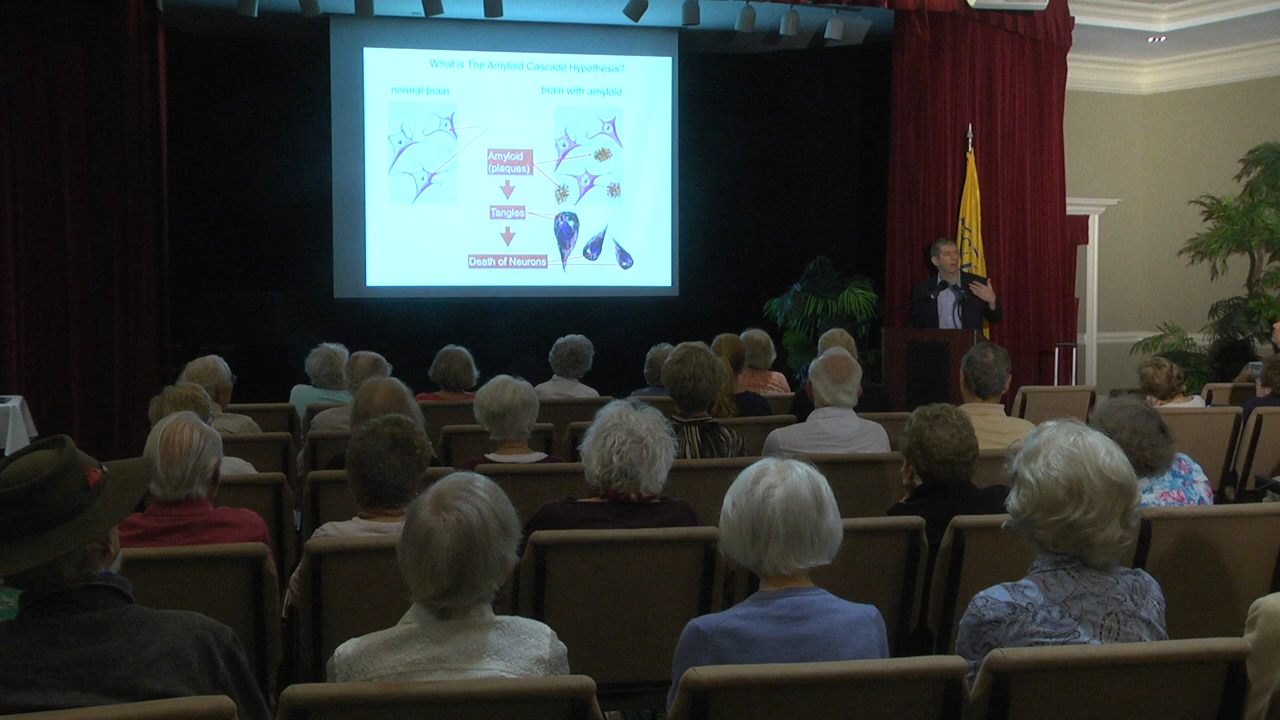 What is The Amyloid Cascade Hypothesis?
normal brain
brain with amyloid
Amyloid
(plaques)
Tangles
Death of Neurons